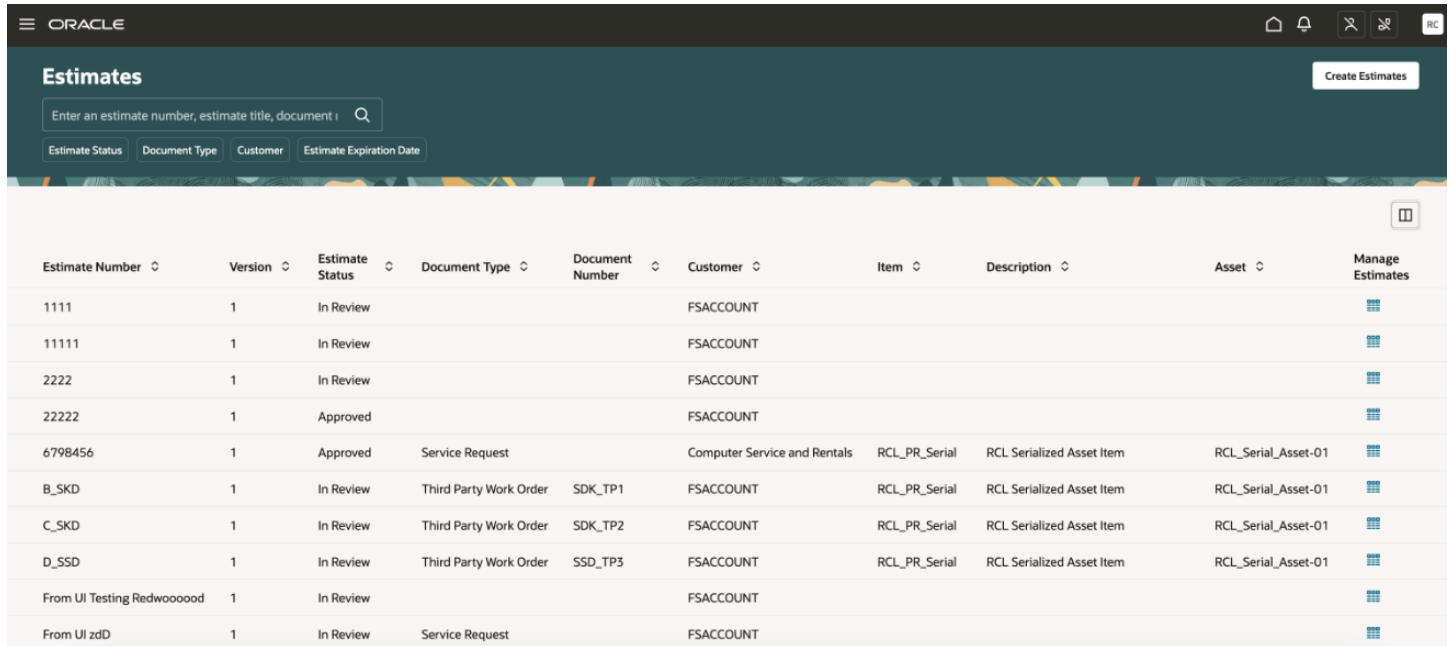 ORACLE
RC
Estimates
Create Estimates
Enter an estimate number, estimate title, document
Estimate Status Document Type Customer Estimate Expiration Date
Estimate Number Version Estimate Status Document Type Document Number Customer Item Description Asset Manage Estimates
1111 1 In Review FSACCOUNT
11111 1 In Review FSACCOUNT
2222 1 In Review FSACCOUNT
22222 1 Approved FSACCOUNT
6798456 1 Approved Service Request Computer Service and Rentals RCL_PR_Serial RCL Serialized Asset Item RCL_Serial_Asset-01
B_SKD 1 In Review Third Party Work Order SDK_TP1 FSACCOUNT RCL_PR_Serial RCL Serialized Asset Item RCL_Serial_Asset-01
C_SKD 1 In Review Third Party Work Order SDK_TP2 FSACCOUNT RCL_PR_Serial RCL Serialized Asset Item RCL_Serial_Asset-01
D_SSD 1 In Review Third Party Work Order SSD_TP3 FSACCOUNT RCL_PR_Serial RCL Serialized Asset Item RCL_Serial_Asset-01
From UI Testing Redwoooood 1 In Review FSACCOUNT
From UI zdD 1 In Review Service Request FSACCOUNT